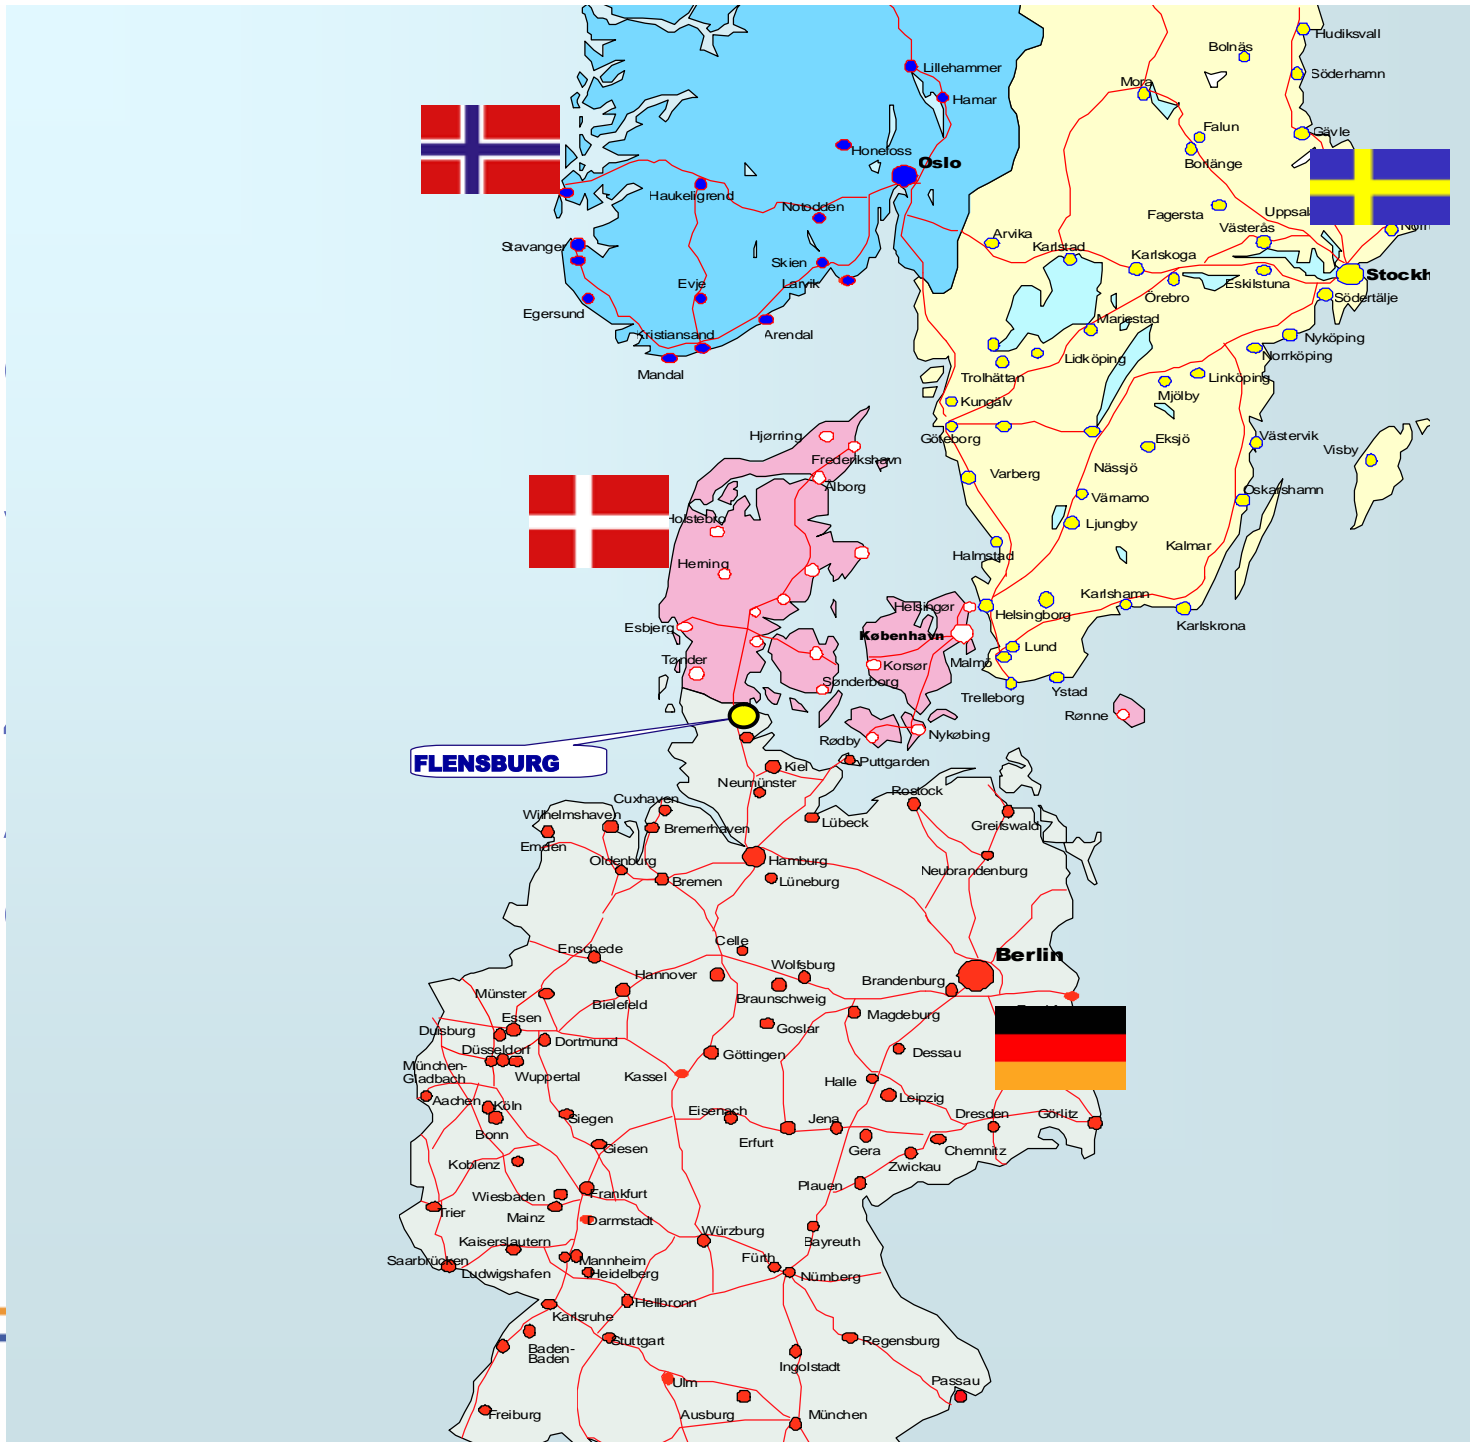 Hudiksvall
Bolnäs
Lillehammer
Söderhamn
Mora
Hamar
Falun
Gävle
Honefoss
Borlänge
Oslo
Haukeligrend
Notodden
Fagersta
Uppsal
Västerås
Arvika
Stavanger
Karlstad
Karlskoga
Skien
Stockh
Larvik
Evje
Örebro
Eskilstuna
Södertälje
Egersund
Mariestad
Kristiansand
Arendal
Nyköping
Lidköping
Norrköping
Mandal
Trolhättan
Linköping
Mjölby
Kungälv
Hjørring
Göteborg
Eksjö
Västervik
Visby
Frederikshavn
Varberg
Nässjö
Ålborg
Värnamo
Oskarshamn
Holstebro
Ljungby
Halmstad
Kalmar
Herning
Karlshamn
Helsingør
Helsingborg
Esbjerg
Karlskrona
København
Lund
Tønder
Korsør
Malmö
Sønderborg
Trelleborg
Ystad
Rønne
Rødby
Nykøbing
FLENSBURG
Kiel
Puttgarden
Neumünster
Rostock
Cuxhaven
Wilhelmshaven
Bremerhaven
Lübeck
Greifswald
Emden
Oldenburg
Hamburg
Neubrandenburg
Bremen
Lüneburg
Celle
Enschede
Berlin
Hannover
Wolfsburg
Brandenburg
Münster
Bielefeld
Braunschweig
Essen
Magdeburg
Duisburg
Goslar
Dortmund
Düsseldorf
Göttingen
Dessau
München-
Gladbach
Wuppertal
Kassel
Halle
Aachen
Köln
Leipzig
Siegen
Eisenach
Jena
Dresden
Görlitz
Bonn
Erfurt
Gera
Chemnitz
Giesen
Koblenz
Zwickau
Wiesbaden
Frankfurt
Plauen
Trier
Mainz
Darmstadt
Würzburg
Kaiserslautern
Bayreuth
Saarbrücken
Mannheim
Fürth
Ludwigshafen
Heidelberg
Nürnberg
Hellbronn
Karlsruhe
Stuttgart
Regensburg
Baden-
Baden
Ingolstadt
Ulm
Passau
Freiburg
Ausburg
München